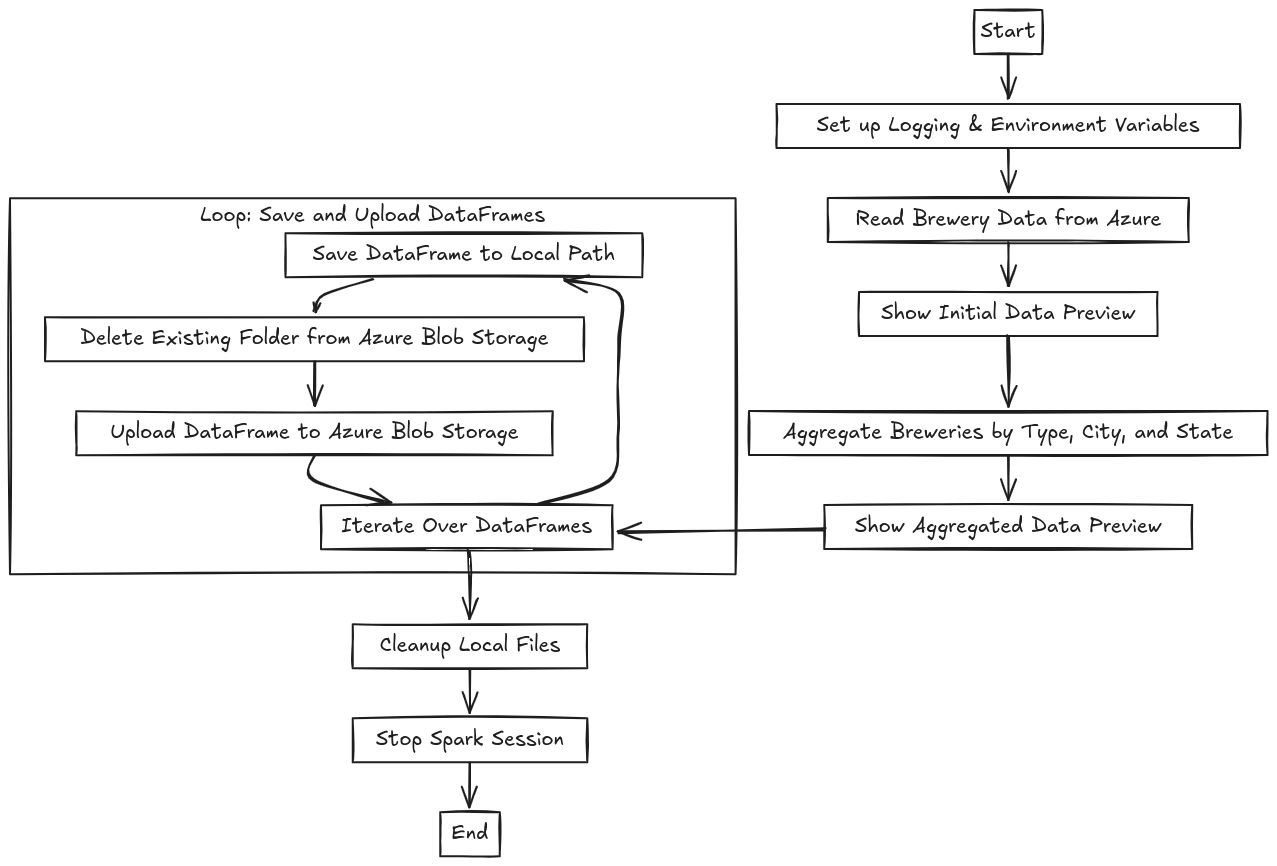 Start
Set up Logging & Environment Variables
Read Brewery Data from Azure
Show Initial Data Preview
Aggregate Breweries by Type, City, and State
Show Aggregated Data Preview
Loop: Save and Upload DataFrames
Save DataFrame to Local Path
Delete Existing Folder from Azure Blob Storage
Upload DataFrame to Azure Blob Storage
Iterate Over DataFrames
Cleanup Local Files
Stop Spark Session
End